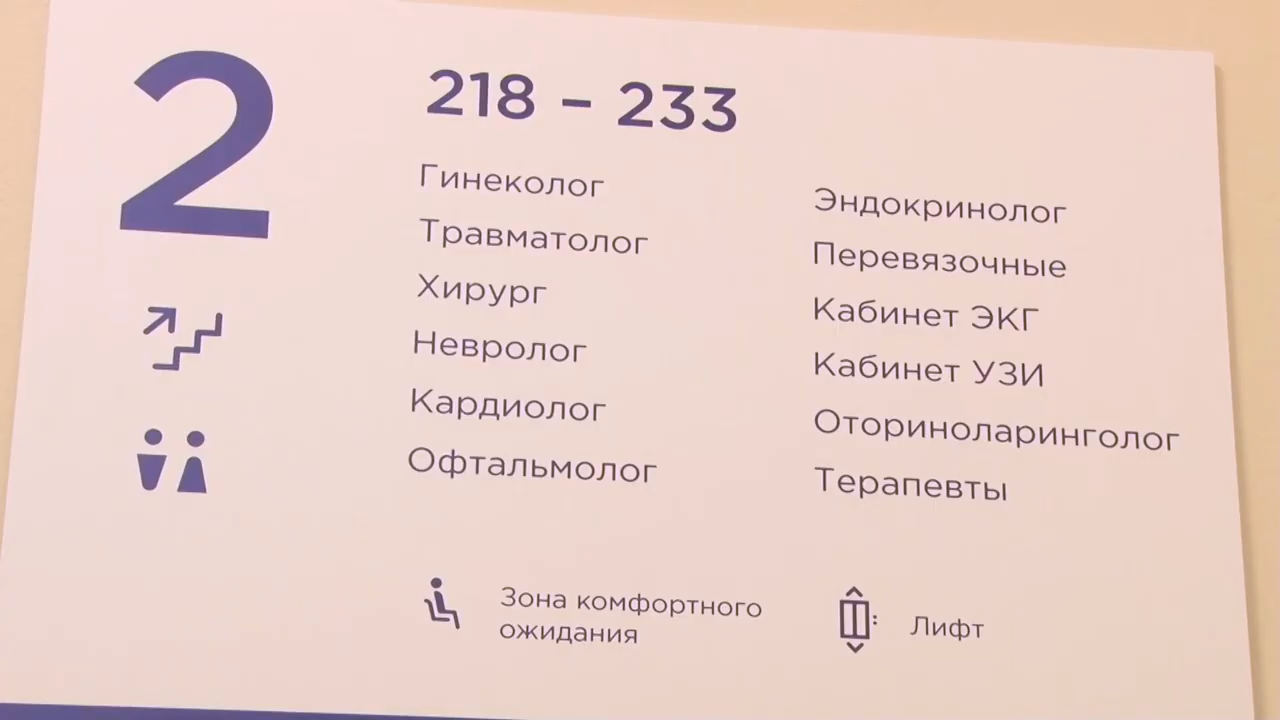 2
218 – 233
Гинеколог
Травматолог
Хирург
Невролог
Кардиолог
Офтальмолог
Эндокринолог
Перевязочные
Кабинет ЭКГ
Кабинет УЗИ
Оториноларинголог
Терапевты
Зона комфортного
ожидания
Лифт